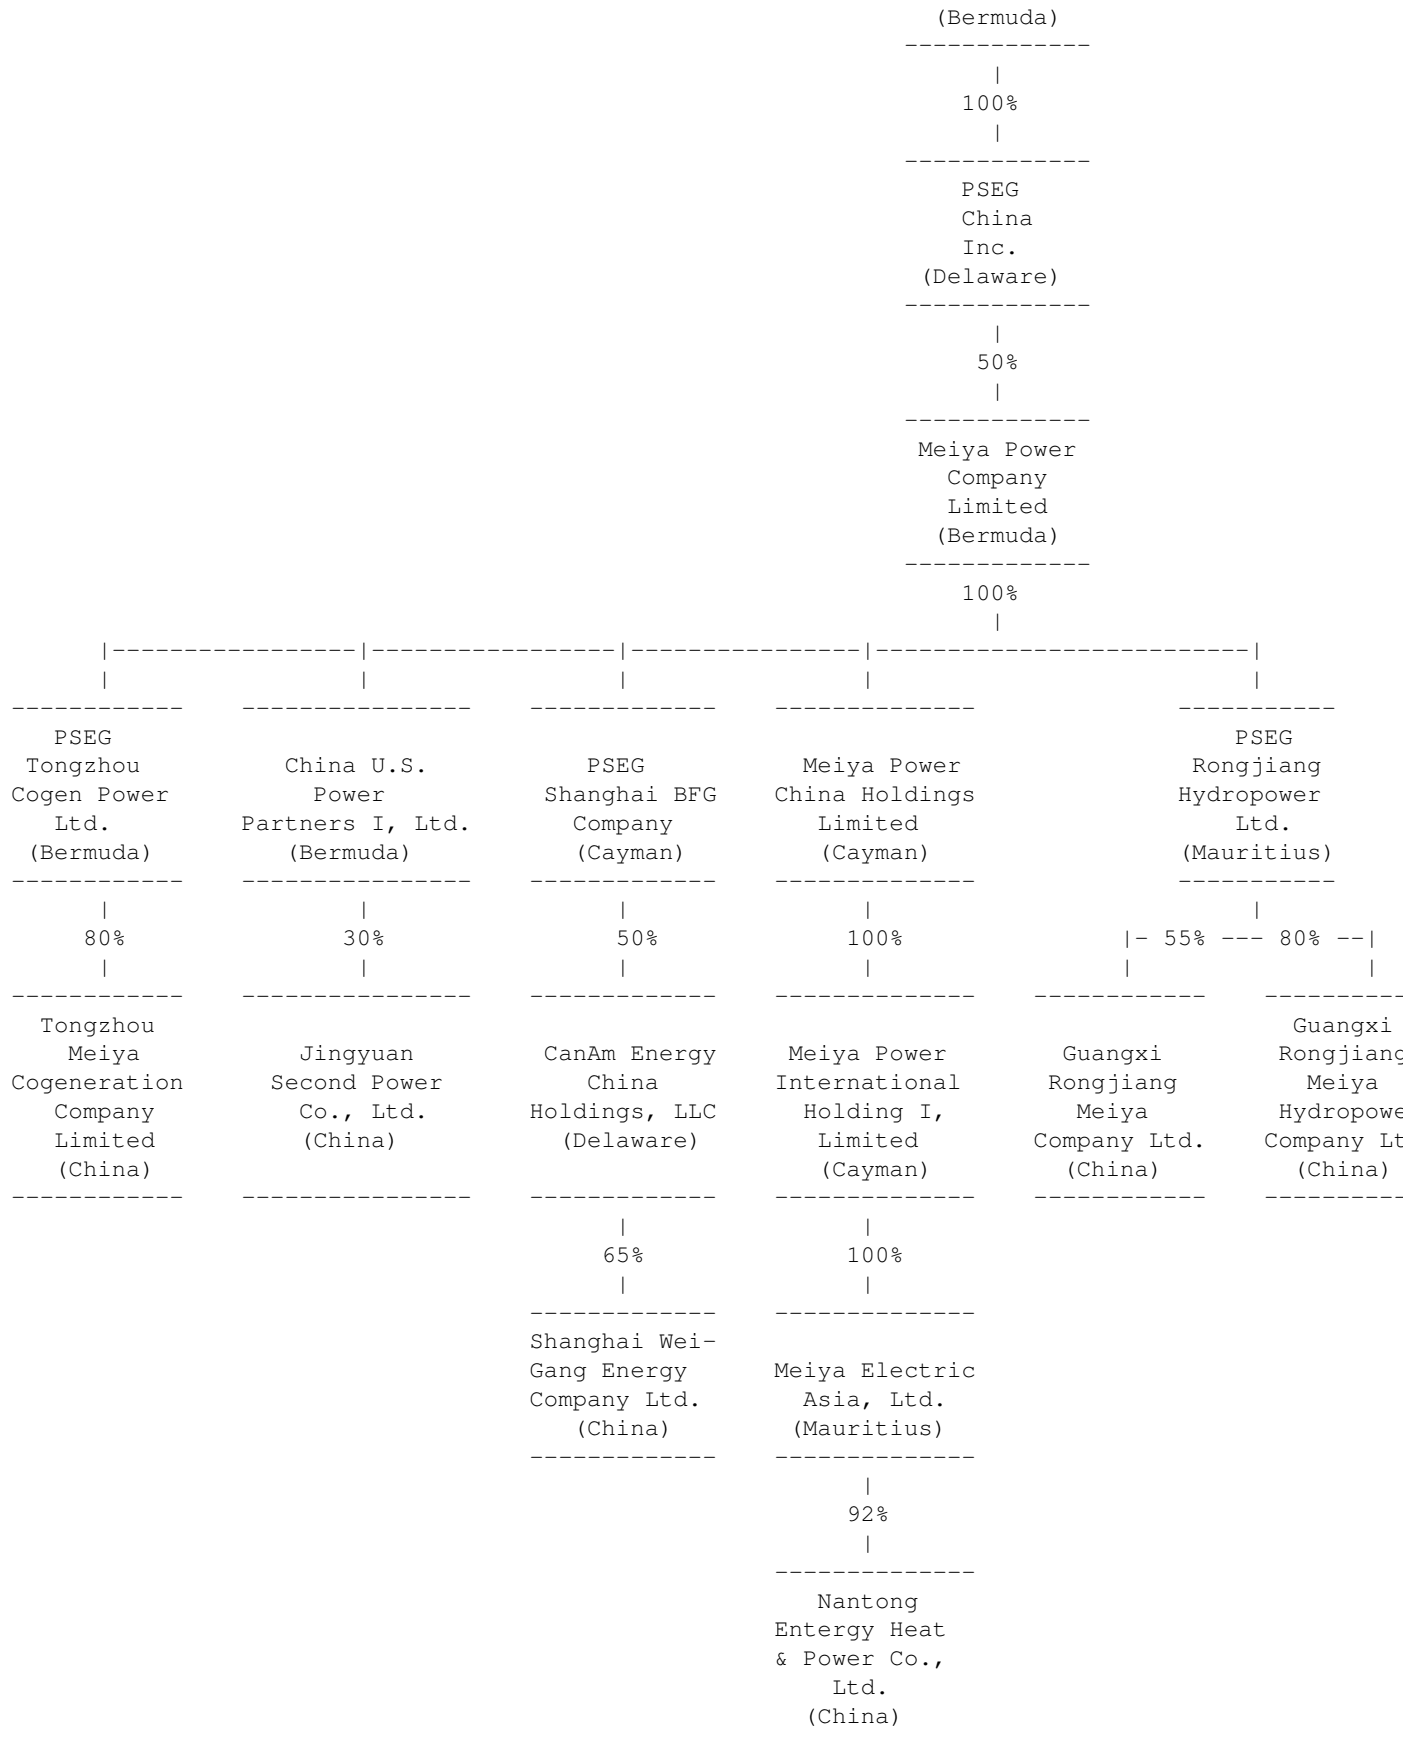 (Bermuda)
-------------
|
100%
|
-------------
PSEG
China
Inc.
(Delaware)
-------------
|
50%
|
-------------
Meiya Power
Company
Limited
(Bermuda)
-------------
100%
|
|-----------------|-----------------|----------------|--------------------------|
| | | | |
------------ ---------------- ------------- -------------- -----------
PSEG PSEG
Tongzhou China U.S. PSEG Meiya Power Rongjiang
Cogen Power Power Shanghai BFG China Holdings Hydropower
Ltd. Partners I, Ltd. Company Limited Ltd.
(Bermuda) (Bermuda) (Cayman) (Cayman) (Mauritius)
------------ ---------------- ------------- -------------- -----------
| | | | |
80% 30% 50% 100% |- 55% --- 80% --|
| | | | | |
------------ ---------------- ------------- -------------- ------------ ----------
Tongzhou Guangxi
Meiya Jingyuan CanAm Energy Meiya Power Guangxi Rongjiang
Cogeneration Second Power China International Rongjiang Meiya
Company Co., Ltd. Holdings, LLC Holding I, Meiya
Limited (China) (Delaware) Limited Company Ltd. Company
(China) (Cayman) (China) (China)
------------ ---------------- ------------- -------------- ------------ ----------
| |
65% 100%
| |
------------- --------------
Shanghai Wei-
Gang Energy Meiya Electric
Company Ltd. Asia, Ltd.
(China) (Mauritius)
------------- --------------
|
92%
|
--------------
Nantong
Entergy Heat
& Power Co.,
Ltd.
(China)